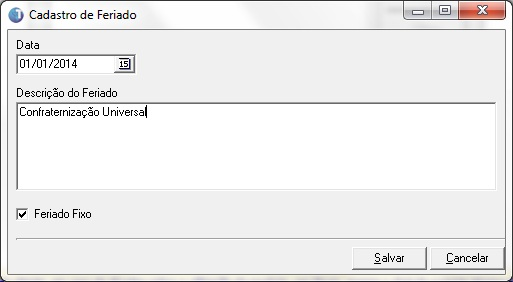 Cadastro de Feriado
Data
01/01/2014 15
Descrição do Feriado
Confraternização Universal
Feriado Fixo
Salvar Cancelar